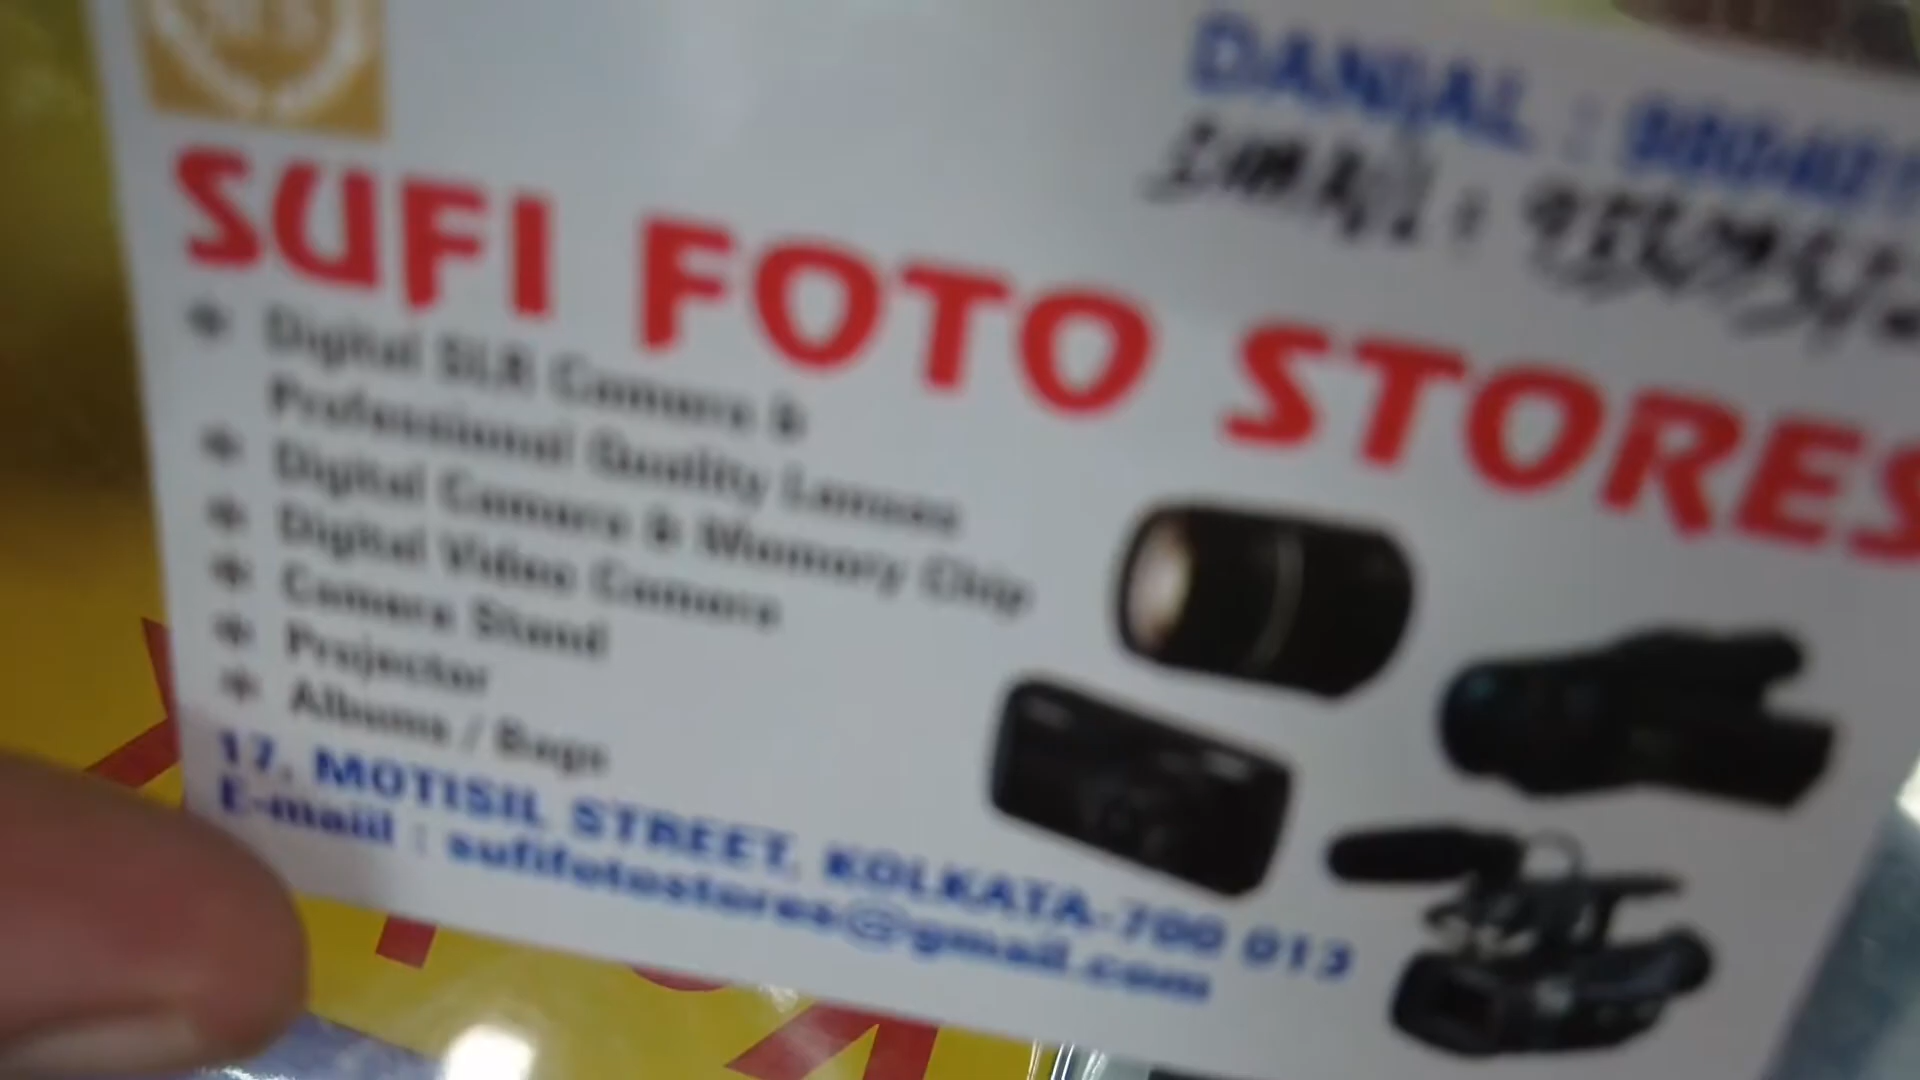 DANIAL :
SUFI FOTO STORES
Digital SLR Camera &
Professional Quality Lenses
Digital Camera & Memory Chip
Digital Video Camera
Camera Stand
Projector
Albums / Bags
17, MOTISIL STREET, KOLKATA-700 013
E-maiil : sufifotostores@gmail.com